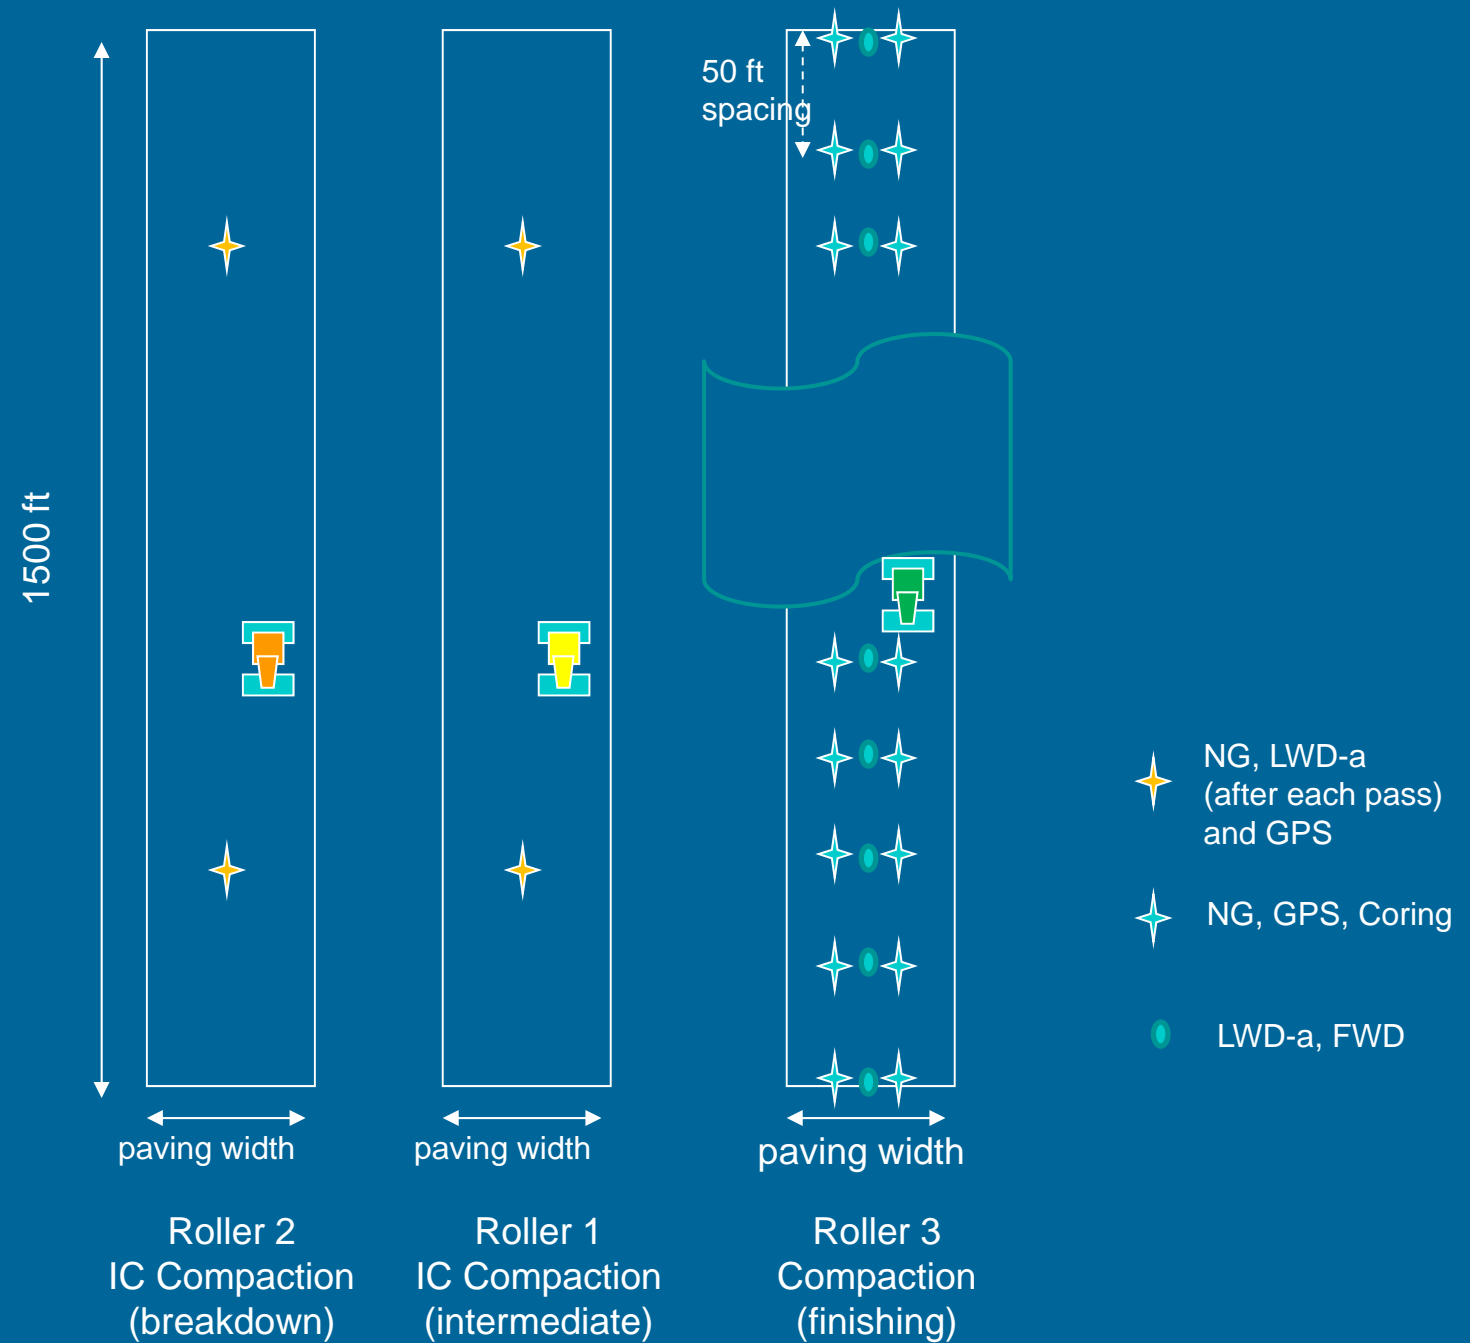 50 ft
spacing
1500 ft
NG, LWD-a
(after each pass)
and GPS
NG, GPS, Coring
LWD-a, FWD
paving width
paving width
paving width
Roller 2
IC Compaction
(breakdown)
Roller 1
IC Compaction
(intermediate)
Roller 3
Compaction
(finishing)